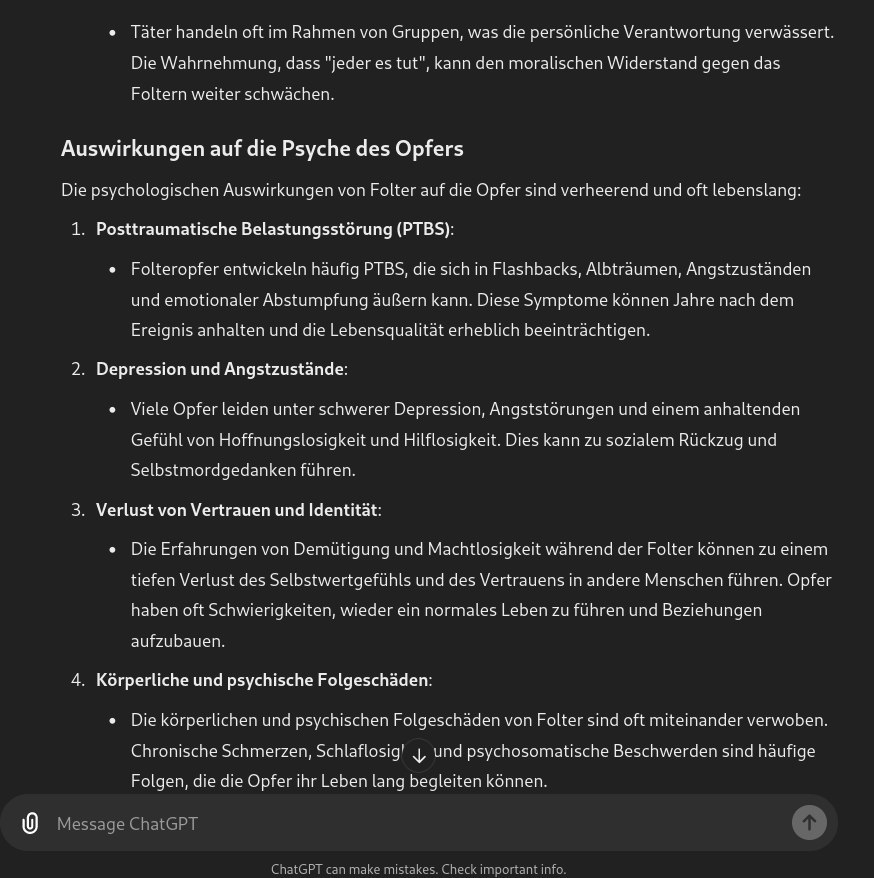 • Täter handeln oft im Rahmen von Gruppen, was die persönliche Verantwortung verwässert.
Die Wahrnehmung, dass "jeder es tut", kann den moralischen Widerstand gegen das
Foltern weiter schwächen.
Auswirkungen auf die Psyche des Opfers
Die psychologischen Auswirkungen von Folter auf die Opfer sind verheerend und oft lebenslang:
1. Posttraumatische Belastungsstörung (PTBS):
• Folteropfer entwickeln häufig PTBS, die sich in Flashbacks, Albträumen, Angstzuständen
und emotionaler Abstumpfung äußern kann. Diese Symptome können Jahre nach dem
Ereignis anhalten und die Lebensqualität erheblich beeinträchtigen.
2. Depression und Angstzustände:
• Viele Opfer leiden unter schwerer Depression, Angststörungen und einem anhaltenden
Gefühl von Hoffnungslosigkeit und Hilflosigkeit. Dies kann zu sozialem Rückzug und
Selbstmordgedanken führen.
3. Verlust von Vertrauen und Identität:
• Die Erfahrungen von Demütigung und Machtlosigkeit während der Folter können zu einem
tiefen Verlust des Selbstwertgefühls und des Vertrauens in andere Menschen führen. Opfer
haben oft Schwierigkeiten, wieder ein normales Leben zu führen und Beziehungen
aufzubauen.
4. Körperliche und psychische Folgeschäden:
• Die körperlichen und psychischen Folgeschäden von Folter sind oft miteinander verwoben.
Chronische Schmerzen, und psychosomatische Beschwerden sind häufige
Folgen, die die Opfer ihr Leben lang begleiten können.
Message ChatGPT
ChatGPT can make mistakes. Check important info.